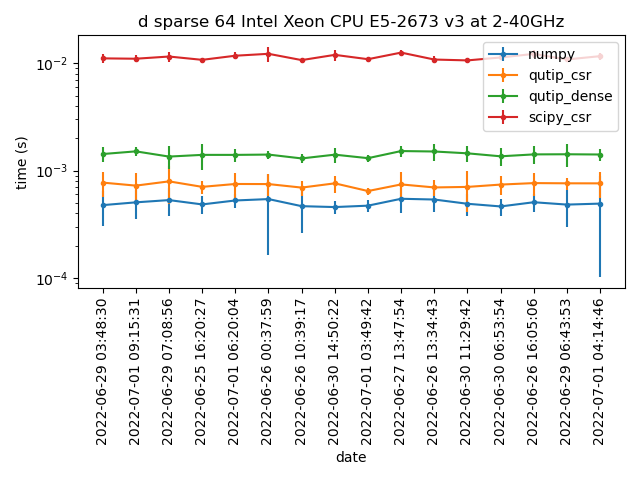 d sparse 64 Intel Xeon CPU E5-2673 v3 at 2-40GHz
numpy
qutip_csr
qutip_dense
scipy_csr
time (s)
10⁻²
10⁻³
10⁻⁴
2022-06-29 03:48:30
2022-07-01 09:15:31
2022-06-29 07:08:56
2022-06-25 16:20:27
2022-07-01 06:20:04
2022-06-26 00:37:59
2022-06-26 10:39:17
2022-06-30 14:50:22
2022-07-01 03:49:42
2022-06-27 13:47:54
2022-06-26 13:34:43
2022-06-30 11:29:42
2022-06-30 06:53:54
2022-06-26 16:05:06
2022-06-29 06:43:53
2022-07-01 04:14:46
date